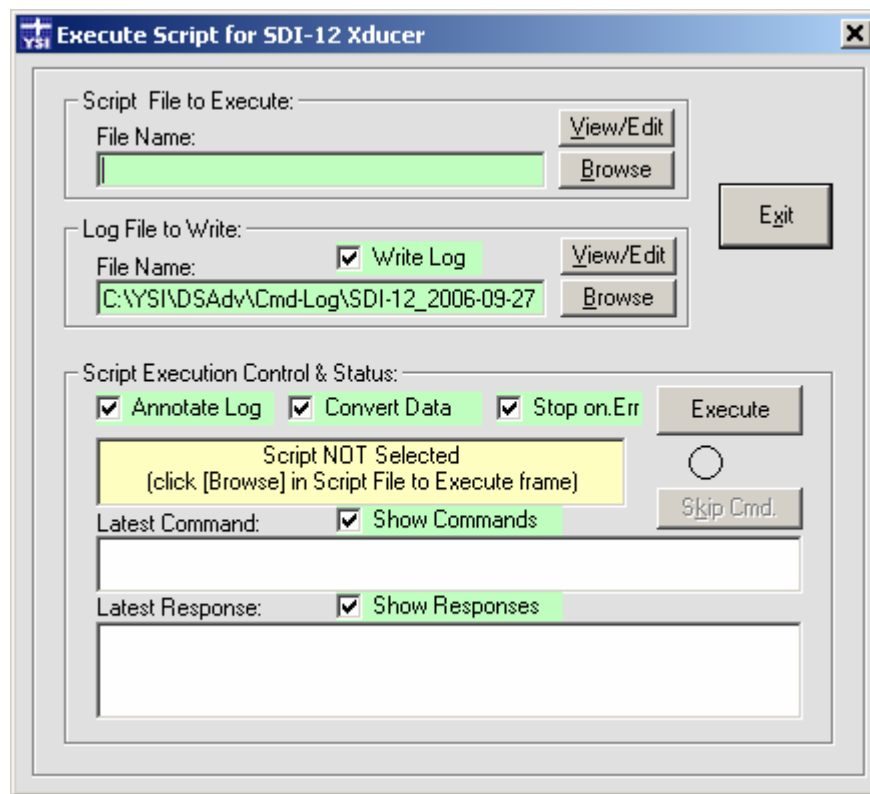 YSI Execute Script for SDI-12 Xducer
Script File to Execute:
File Name:
View/Edit
Browse
Exit
Log File to Write:
File Name:
Write Log
View/Edit
C:\YSI\DSAdv\Cmd-Log\SDI-12_2006-09-27
Browse
Script Execution Control & Status:
Annotate Log
Convert Data
Stop on.Err
Execute
Script NOT Selected
(click [Browse] in Script File to Execute frame)
Skip Cmd.
Latest Command:
Show Commands
Latest Response:
Show Responses